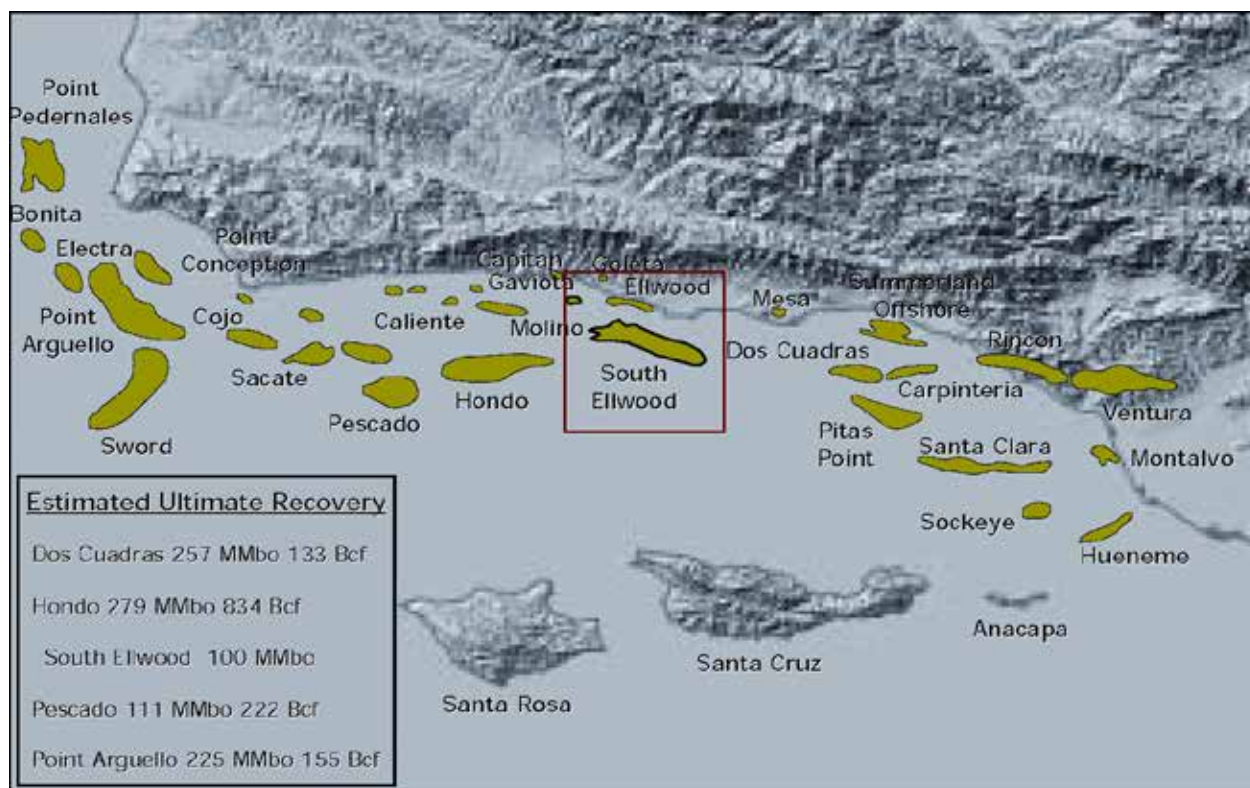 Point
Pedernales
Bonita
Electra
Point
Conception
Point
Arguello
Cojo
Sword
Sacate
Caliente
Pescado
Capitan
Gaviota
Goleta
Ellwood
Molino
Hondo
South
Ellwood
Mesa
Summerland
Offshore
Dos Cuadras
Rincon
Carpinteria
Ventura
Pitas
Point
Santa Clara
Montalvo
Sockeye
Hueneme
Anacapa
Santa Cruz
Santa Rosa
Estimated Ultimate Recovery
Dos Cuadras 257 MMbo 133 Bcf
Hondo 279 MMbo 834 Bcf
South Ellwood 100 MMbo
Pescado 111 MMbo 222 Bcf
Point Arguello 225 MMbo 155 Bcf